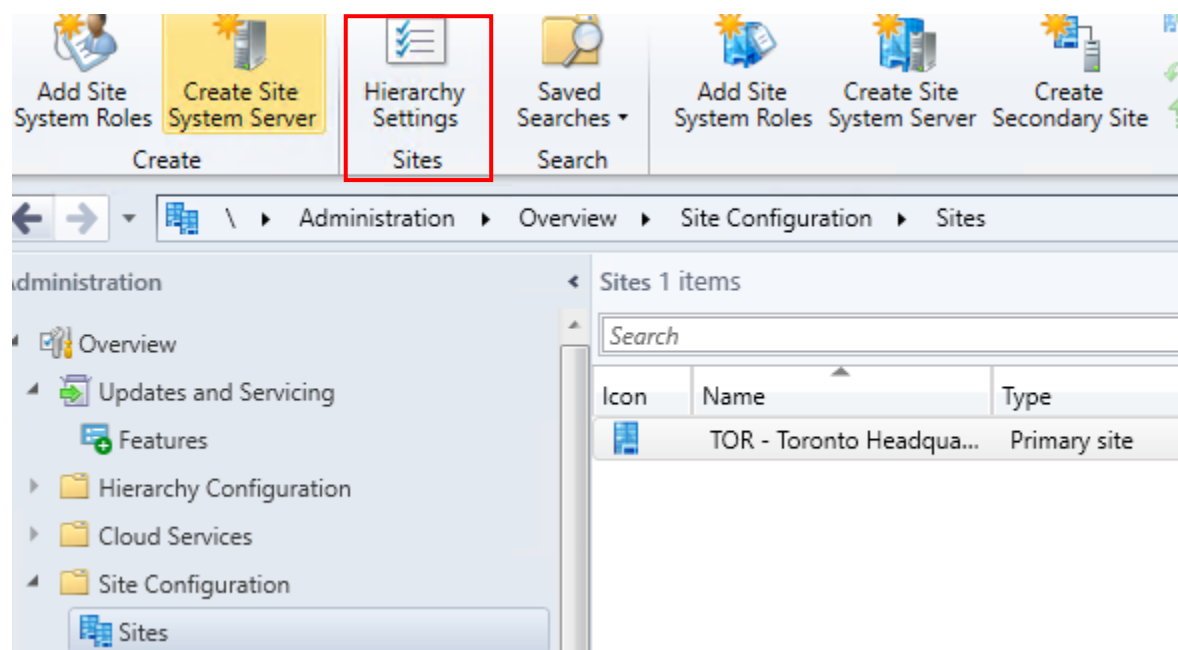 Add Site System Roles
Create Site System Server
Hierarchy Settings
Saved Searches
Add Site System Roles
Create Site System Server
Create Secondary Site
Create
Sites
Search
\ Administration Overview Site Configuration Sites
Administration
Sites 1 items
Overview
Search
Updates and Servicing
Icon Name Type
Features
TOR - Toronto Headqua... Primary site
Hierarchy Configuration
Cloud Services
Site Configuration
Sites